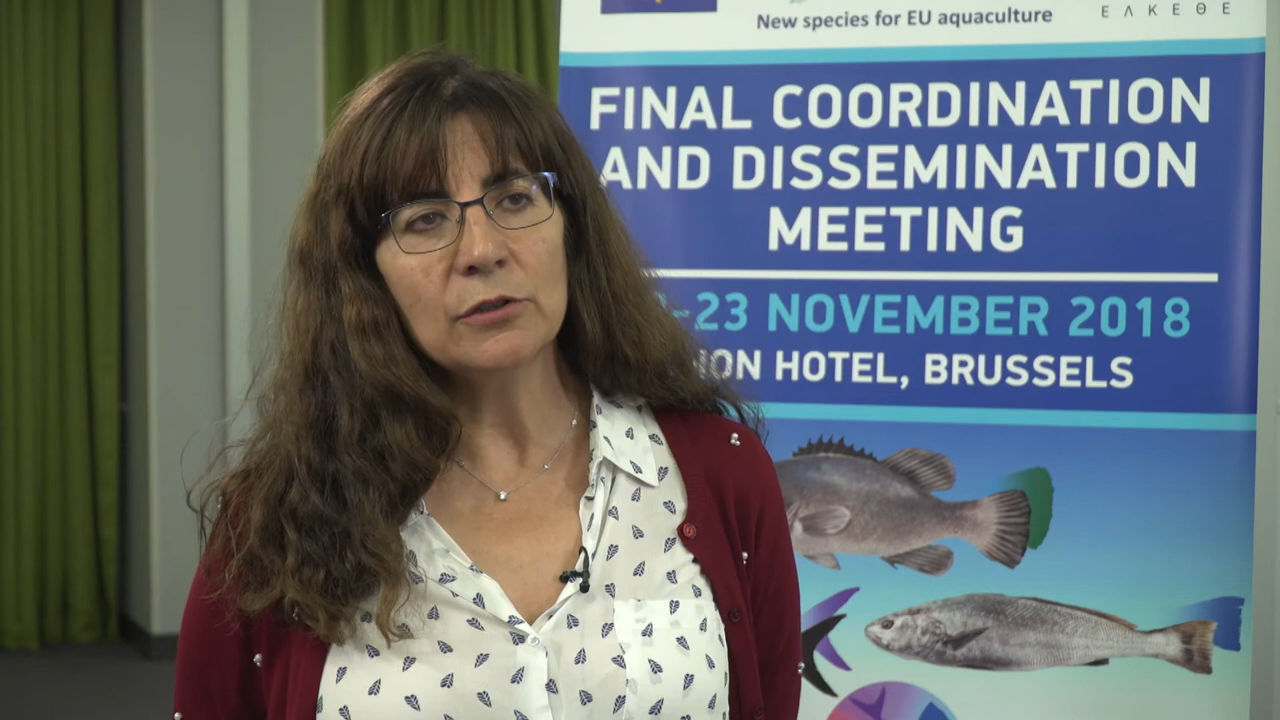 New species for EU aquaculture
ΕΛΚΕΘΕ
FINAL COORDINATION
AND DISSEMINATION
MEETING
-23 NOVEMBER 2018
HOTEL, BRUSSELS